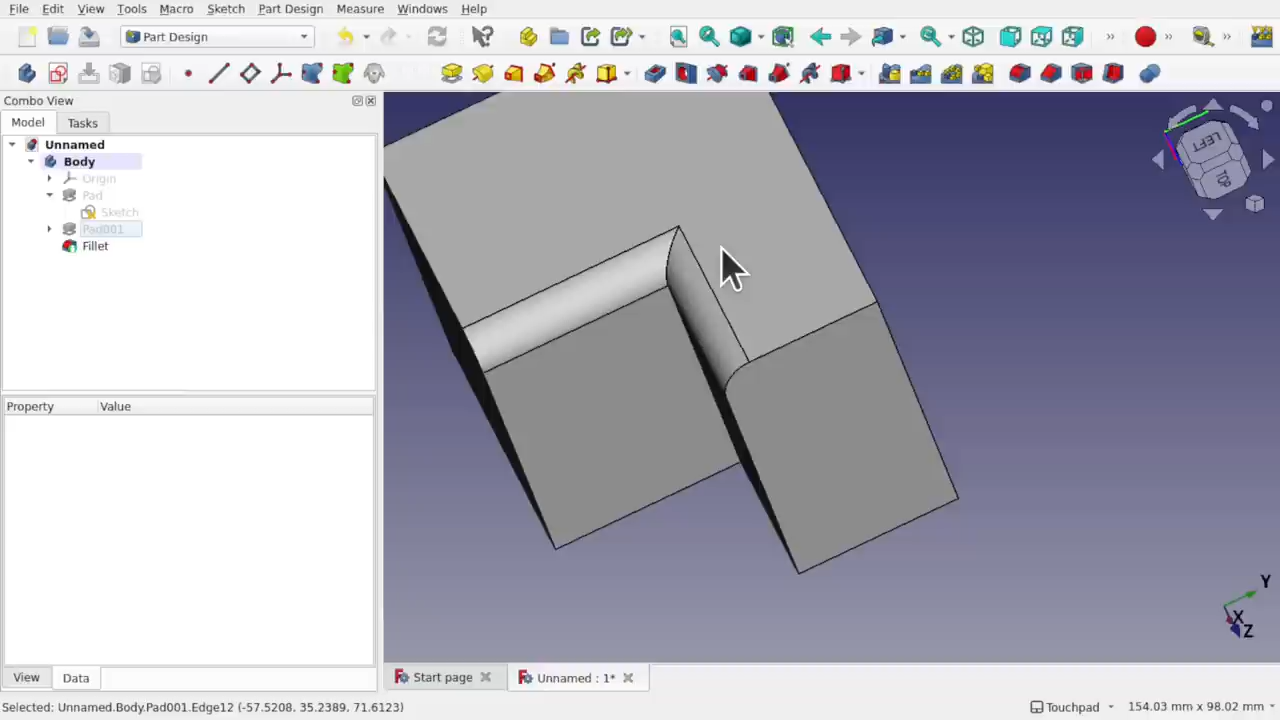 File Edit View Tools Macro Sketch Part Design Measure Windows Help
Part Design
Combo View
Model Tasks
Unnamed
Body
Origin
Pad
Sketch
Pad001
Fillet
LEFT
TOP
Property Value
Y
X
Z
View Data
Start page Unnamed : 1*
Selected: Unnamed.Body.Pad001.Edge12 (-57.5208, 35.2389, 71.6123) Touchpad 154.03 mm x 98.02 mm